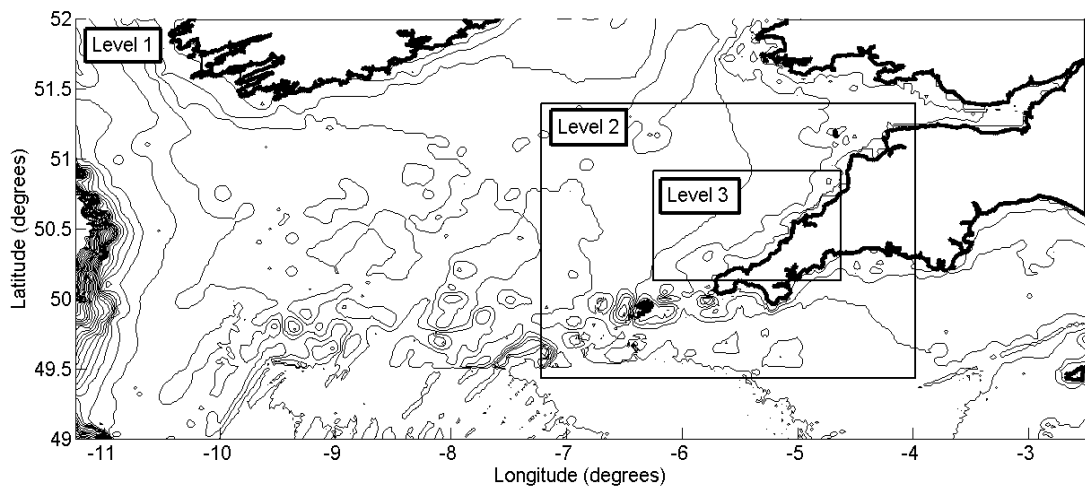 52
Level 1
51.5
Level 2
51
Level 3
50.5
50
49.5
49
Latitude (degrees)
-11 -10 -9 -8 -7 -6 -5 -4 -3
Longitude (degrees)